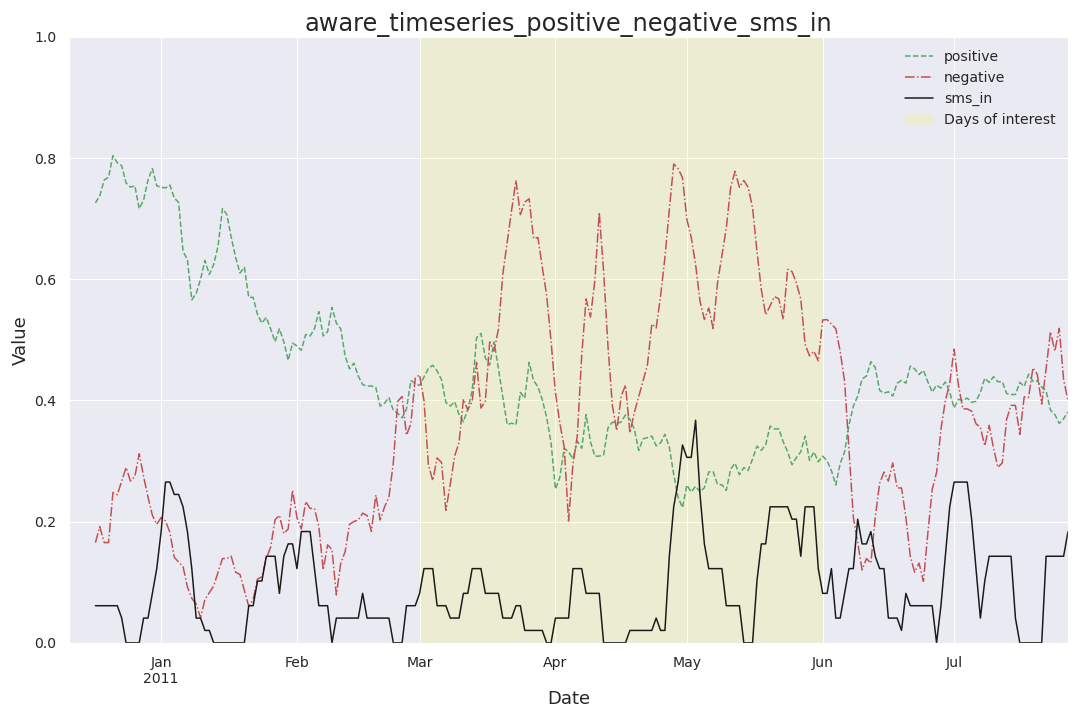 aware_timeseries_positive_negative_sms_in
1.0
0.8
0.6
0.4
0.2
0.0
Value
positive
negative
sms_in
Days of interest
Jan
2011
Feb
Mar
Apr
May
Jun
Jul
Date